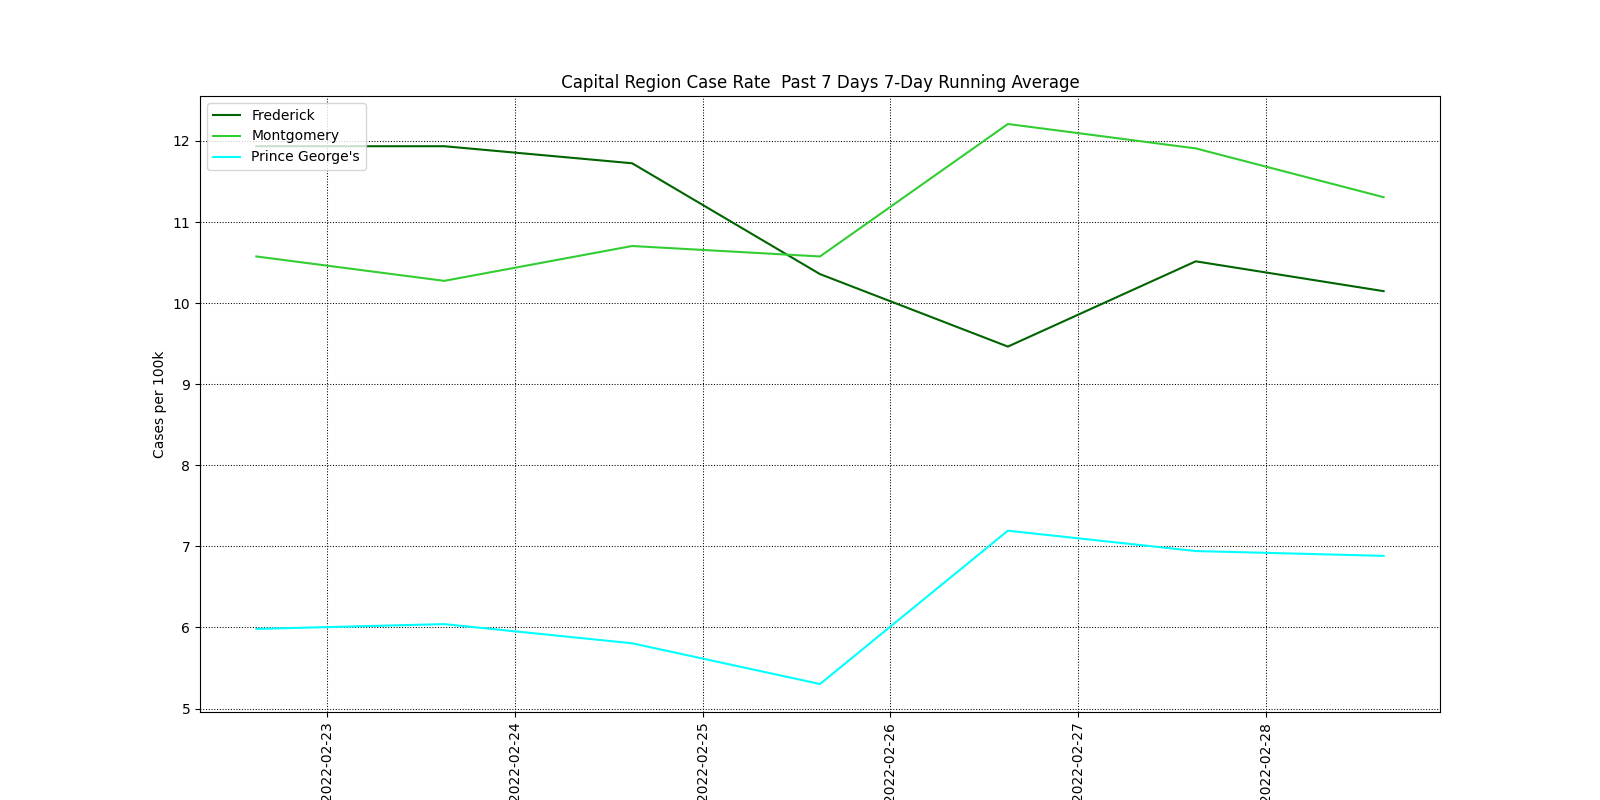 Capital Region Case Rate  Past 7 Days 7-Day Running Average
Frederick
Montgomery
Prince George's
Cases per 100k
12
11
10
9
8
7
6
5
2022-02-23
2022-02-24
2022-02-25
2022-02-26
2022-02-27
2022-02-28